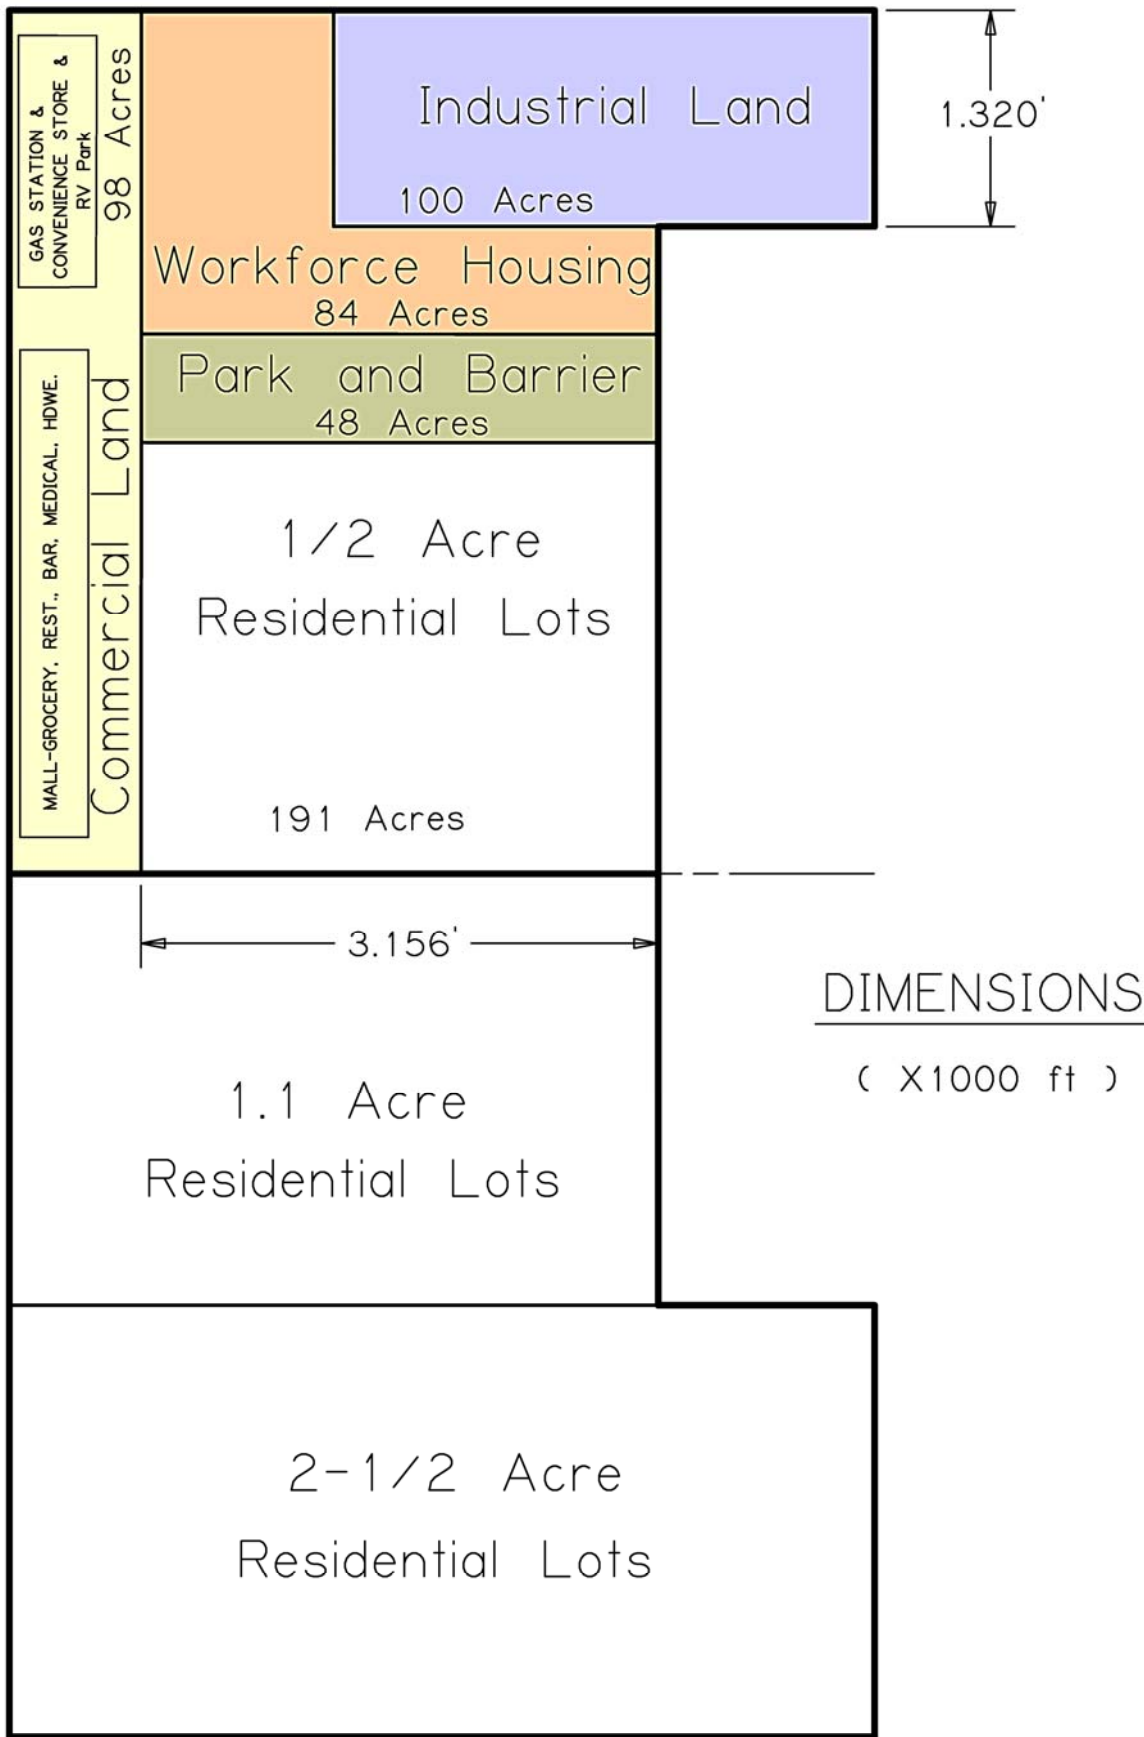 GAS STATION &
CONVENIENCE STORE &
RV Park
98 Acres
Industrial Land
100 Acres
1.320'
Workforce Housing
84 Acres
Park and Barrier
48 Acres
MALL-GROCERY, REST., BAR, MEDICAL, HDWE.
Commercial Land
1/2 Acre
Residential Lots
191 Acres
3.156'
DIMENSIONS
( X1000 ft )
1.1 Acre
Residential Lots
2-1/2 Acre
Residential Lots